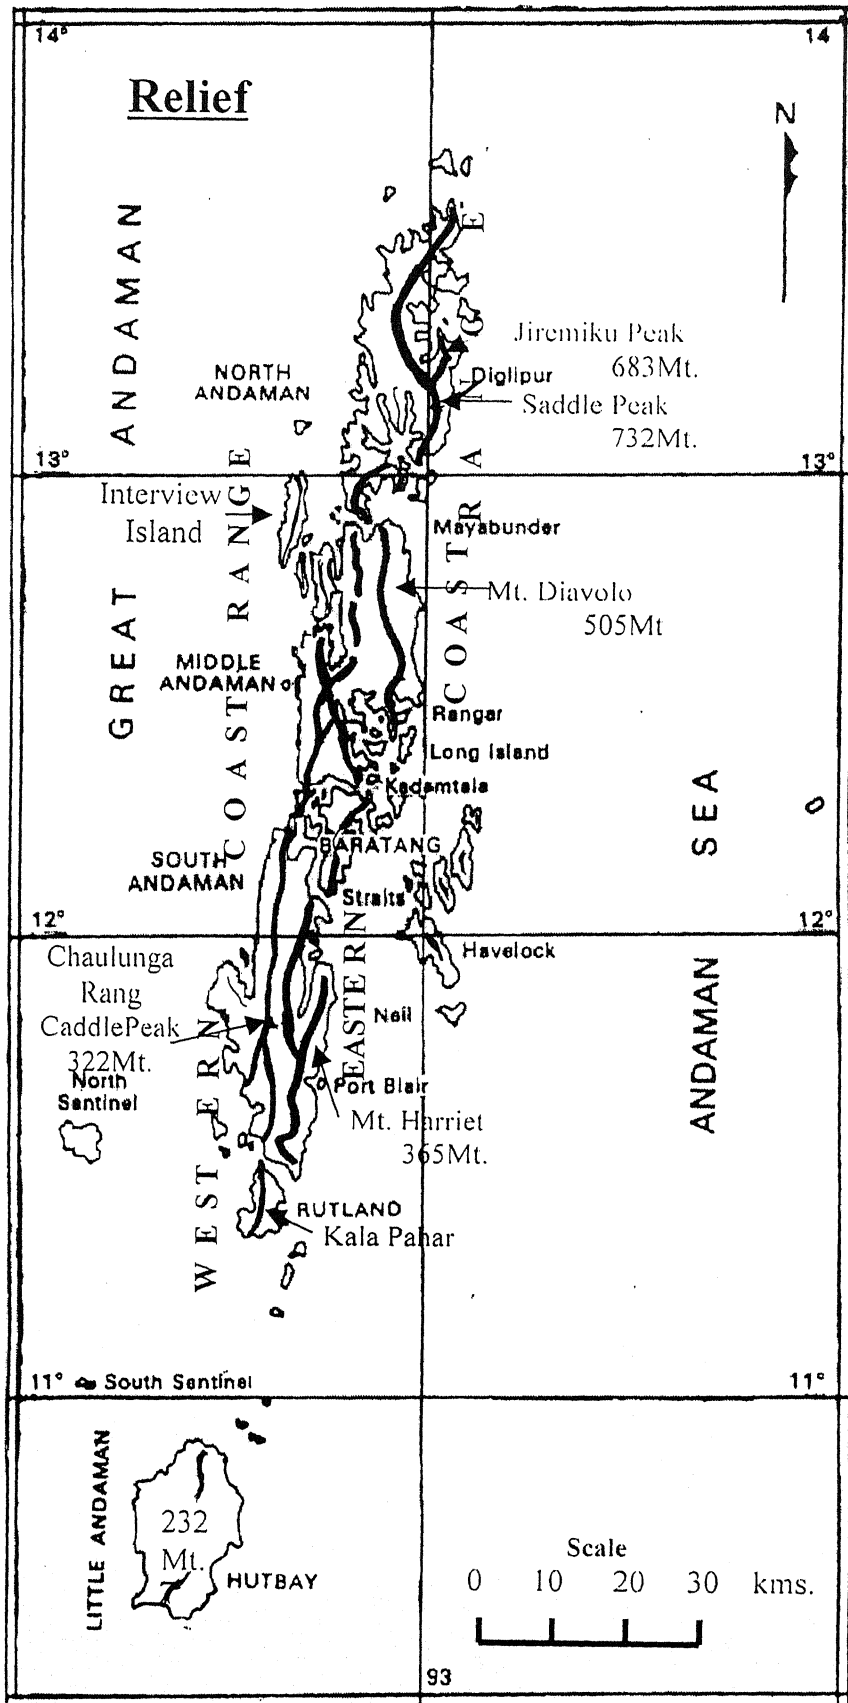 14° 14
Relief
N
GREAT ANDAMAN
Jiremiku Peak
683Mt.
NORTH
ANDAMAN
Diglipur
Saddle Peak
732Mt.
13° 13°
Interview
Island
Mayabunder
Mt. Diavolo
505Mt
MIDDLE
ANDAMAN
Rangar
Long Island
Kadamtala
BARATANG
SOUTH
ANDAMAN
Straits
12° 12°
Havelock
Chaulunga
Rang
CaddlePeak
322Mt.
Neil
North
Sentinel
Port Blair
Mt. Harriet
365Mt.
RUTLAND
Kala Pahar
WESTERN COASTAL RANGE
EASTERN COASTRAL RANGE
ANDAMAN SEA
11° South Sentinel 11°
LITTLE ANDAMAN
232
Mt.
HUTBAY
Scale
0 10 20 30 kms.
93